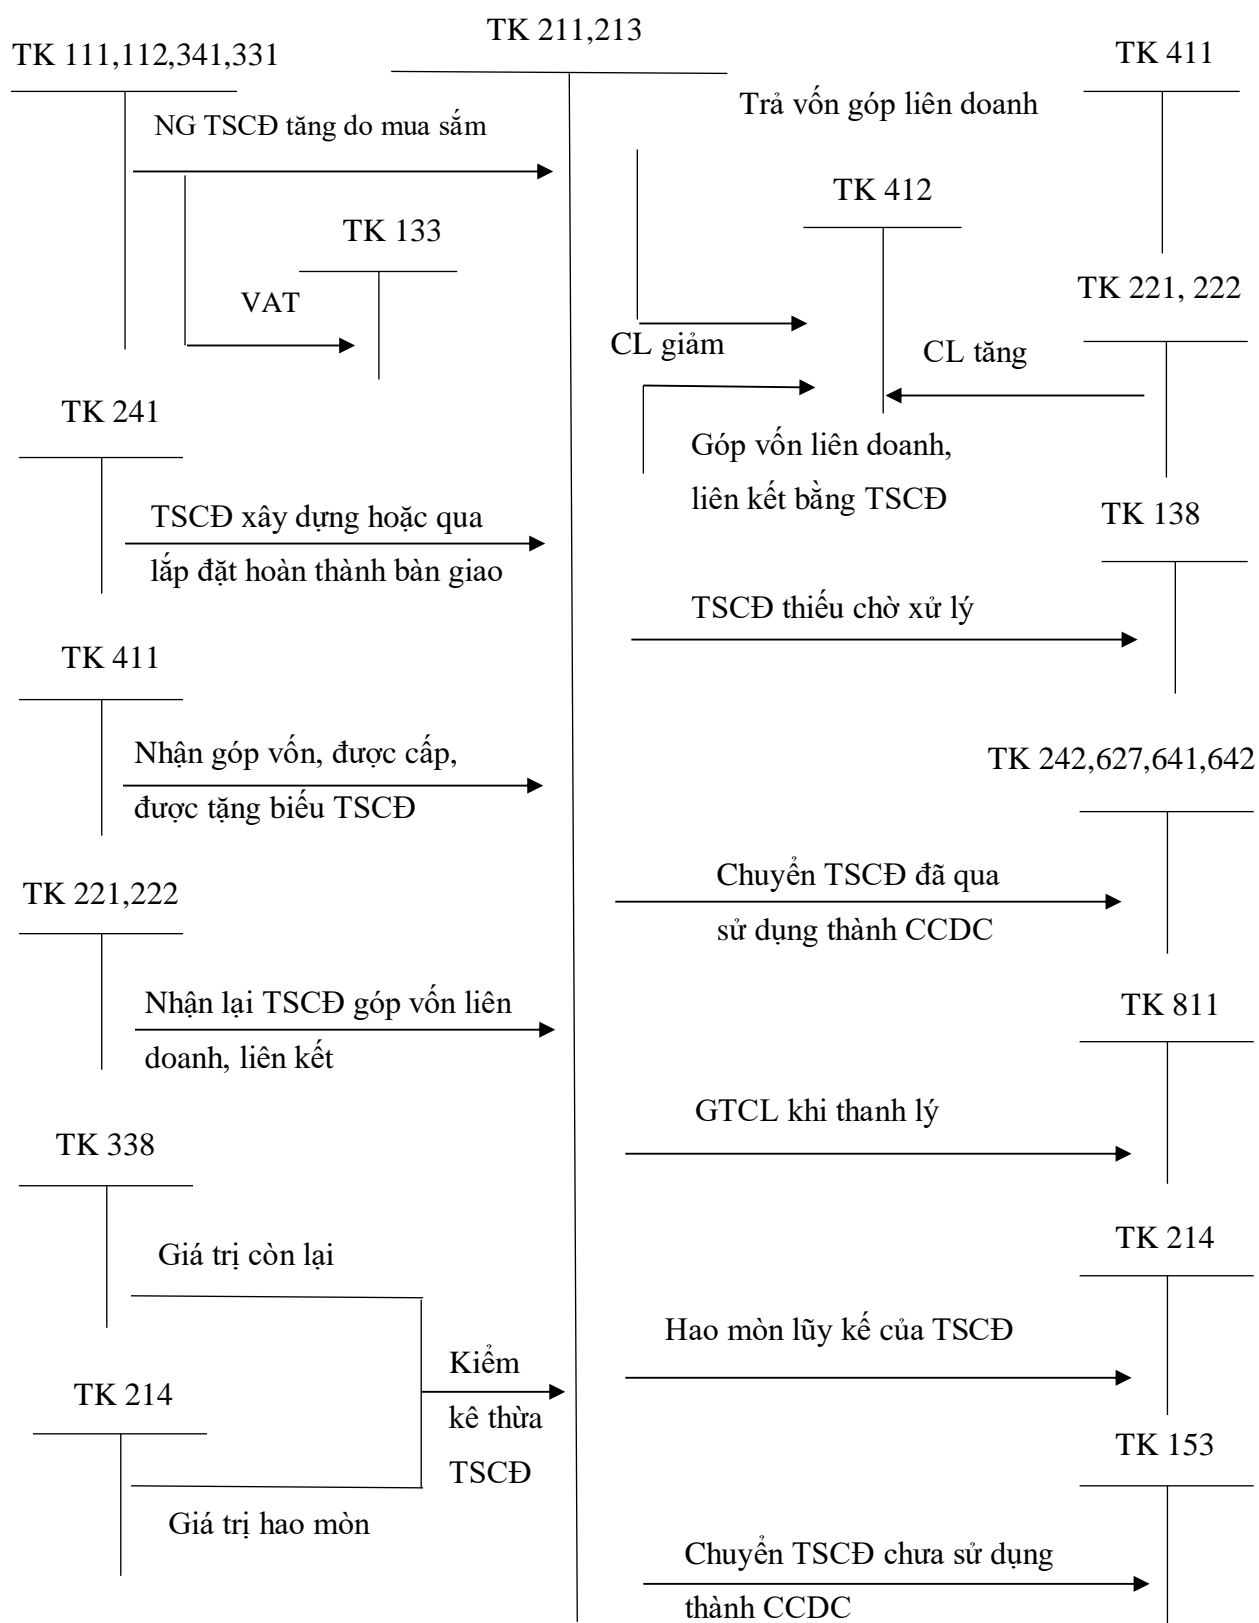 TK 211,213
TK 111,112,341,331
TK 411
Trả vốn góp liên doanh
NG TSCĐ tăng do mua sắm
TK 412
TK 133
TK 221, 222
VAT
CL giảm
CL tăng
TK 241
Góp vốn liên doanh,
liên kết bằng TSCĐ
TSCĐ xây dựng hoặc qua
lắp đặt hoàn thành bàn giao
TK 138
TSCĐ thiếu chờ xử lý
TK 411
Nhận góp vốn, được cấp,
được tặng biếu TSCĐ
TK 242,627,641,642
TK 221,222
Chuyển TSCĐ đã qua
sử dụng thành CCDC
Nhận lại TSCĐ góp vốn liên
doanh, liên kết
TK 811
GTCL khi thanh lý
TK 338
Giá trị còn lại
TK 214
Hao mòn lũy kế của TSCĐ
Kiểm
kê thừa
TSCĐ
TK 214
Giá trị hao mòn
TK 153
Chuyển TSCĐ chưa sử dụng
thành CCDC